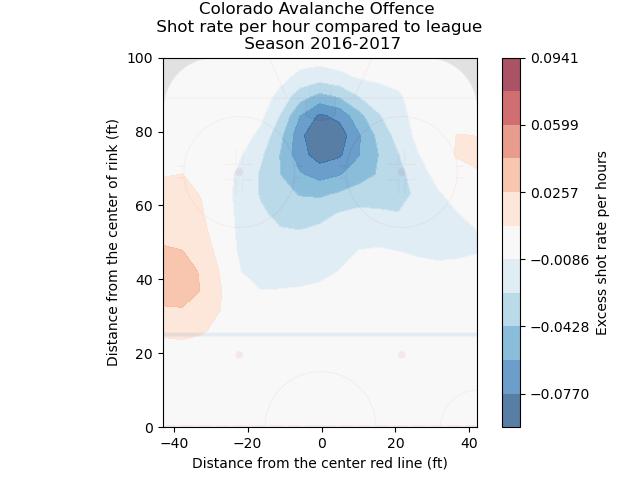 Colorado Avalanche Offence
Shot rate per hour compared to league
Season 2016-2017
100
80
60
40
20
0
−40
−20
0
20
40
Distance from the center of rink (ft)
Distance from the center red line (ft)
0.0941
0.0599
0.0257
−0.0086
−0.0428
−0.0770
Excess shot rate per hours